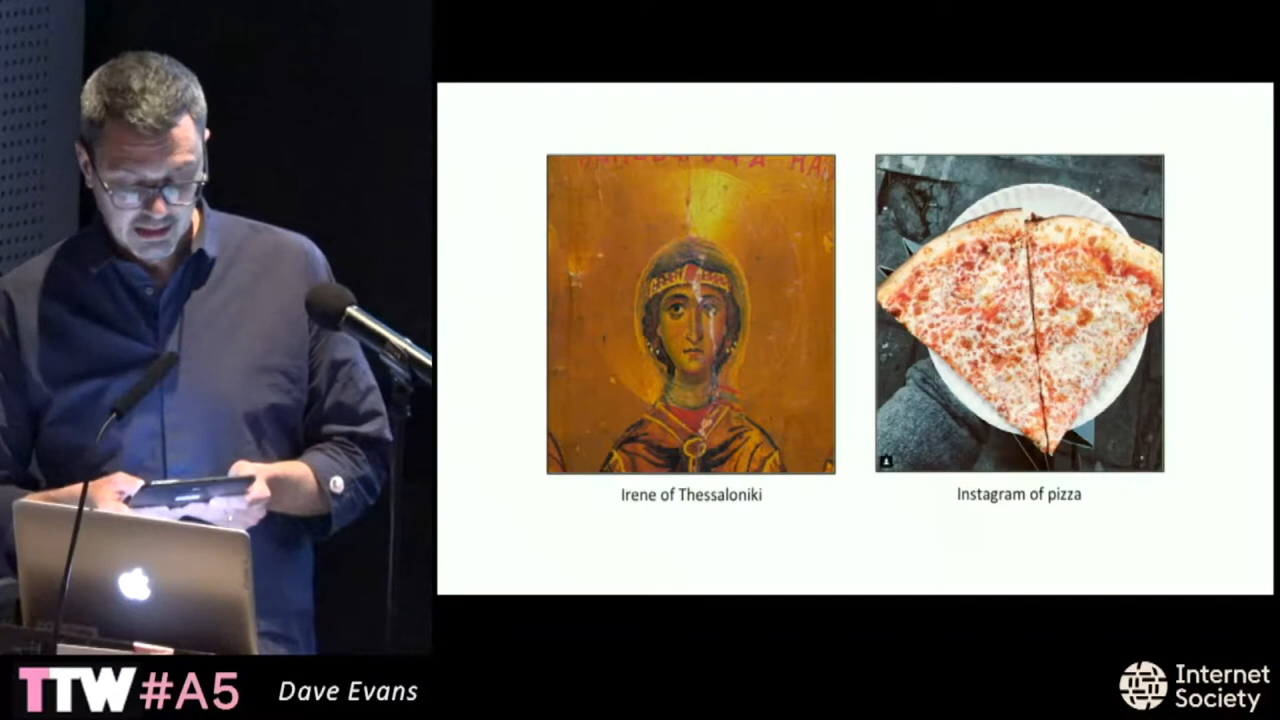 Irene of Thessaloniki
Instagram of pizza
TTW #A5
Dave Evans
Internet
Society